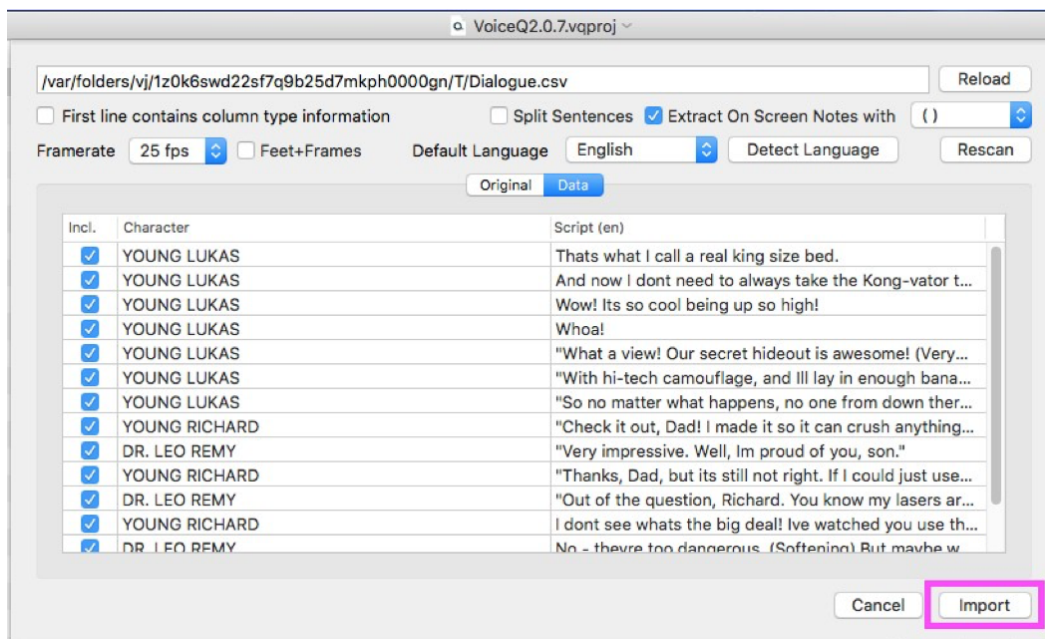 VoiceQ2.0.7.vqproj
/var/folders/vj/1z0k6swd22sf7q9b25d7mkph0000gn/T/Dialogue.csv Reload
First line contains column type information Split Sentences Extract On Screen Notes with ( )
Framerate 25 fps Feet+Frames Default Language English Detect Language Rescan
Original Data
Incl. Character Script (en)
YOUNG LUKAS Thats what I call a real king size bed.
YOUNG LUKAS And now I dont need to always take the Kong-vator t...
YOUNG LUKAS Wow! Its so cool being up so high!
YOUNG LUKAS Whoa!
YOUNG LUKAS "What a view! Our secret hideout is awesome! (Very...
YOUNG LUKAS "With hi-tech camouflage, and Ill lay in enough bana...
YOUNG LUKAS "So no matter what happens, no one from down ther...
YOUNG RICHARD "Check it out, Dad! I made it so it can crush anything...
DR. LEO REMY "Very impressive. Well, Im proud of you, son."
YOUNG RICHARD "Thanks, Dad, but its still not right. If I could just use...
DR. LEO REMY "Out of the question, Richard. You know my lasers ar...
YOUNG RICHARD I dont see whats the big deal! Ive watched you use th...
DR. LEO REMY No - theyre too dangerous. (Softening) But maybe w...
Cancel Import